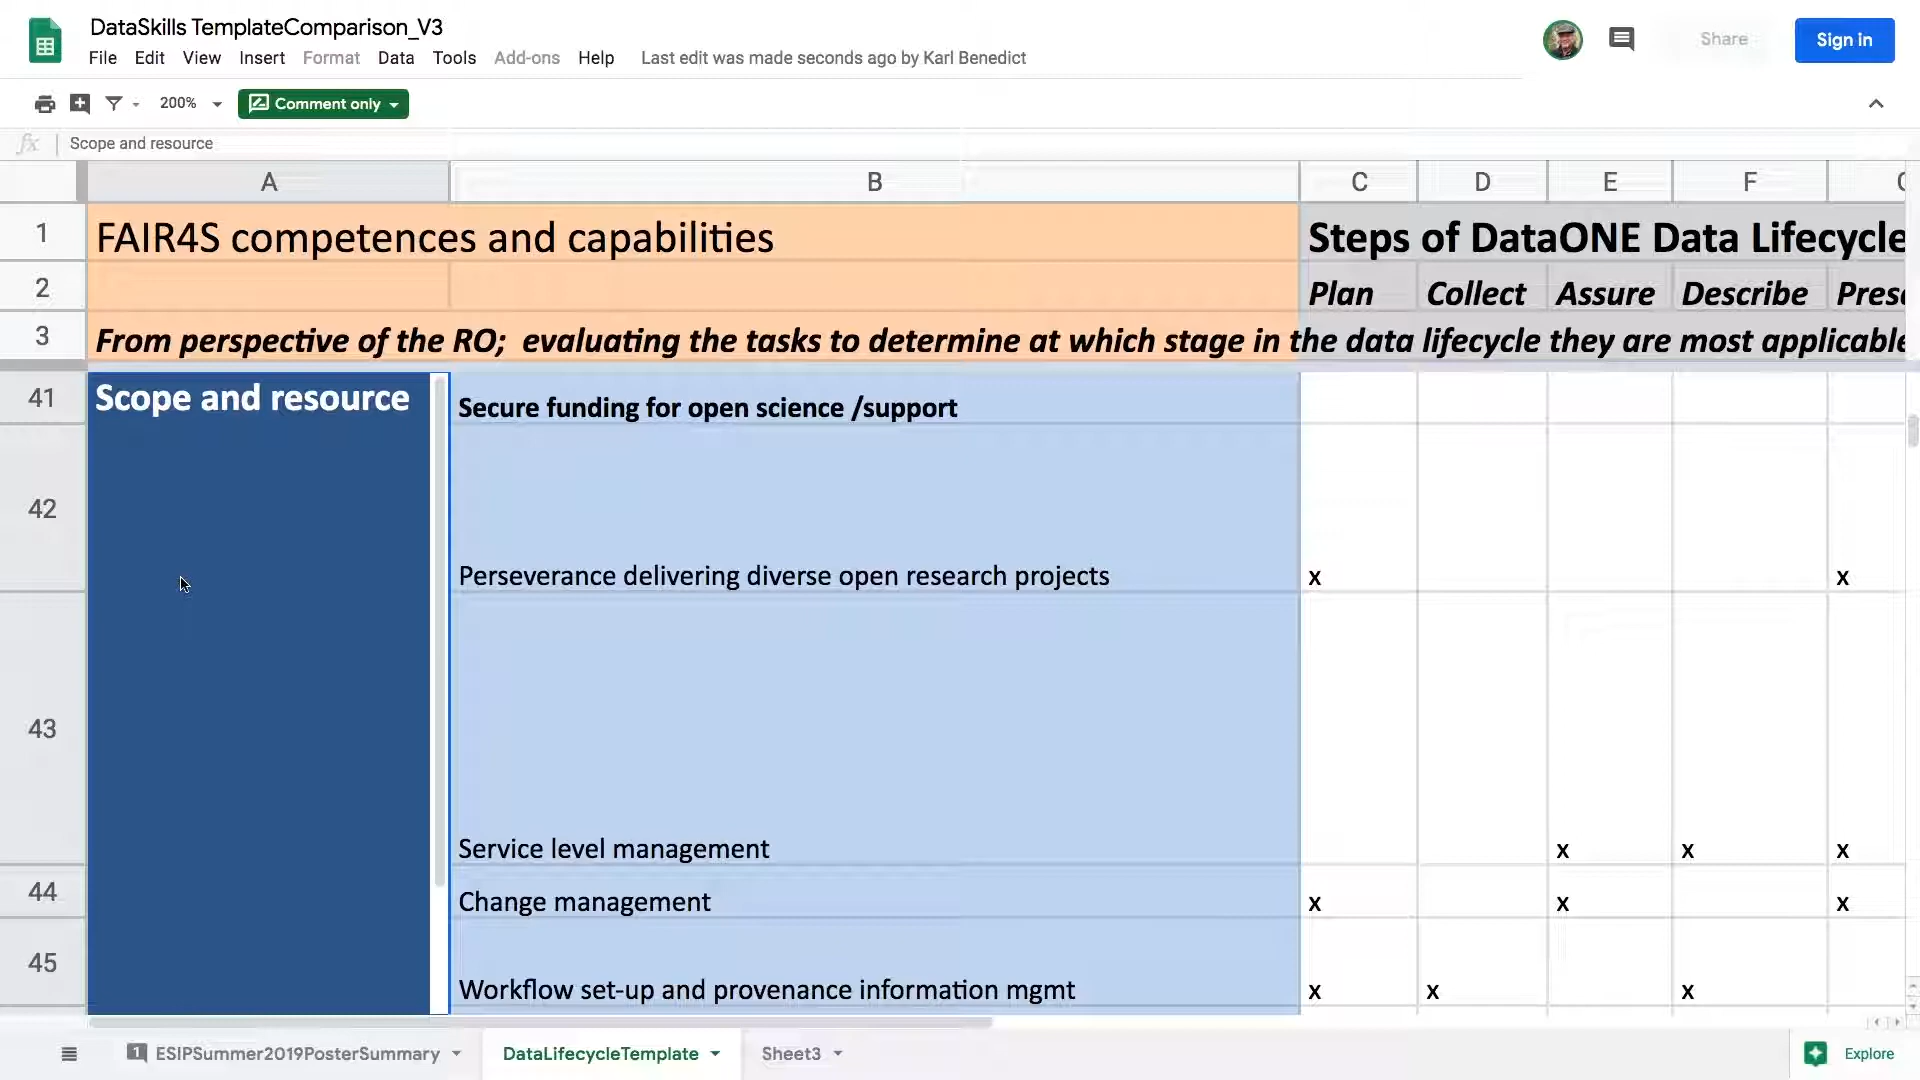 DataSkills TemplateComparison_V3
File Edit View Insert Format Data Tools Add-ons Help Last edit was made seconds ago by Karl Benedict
Share
Sign in
200% Comment only
fx Scope and resource
A B C D E F
1 FAIR4S competences and capabilities Steps of DataONE Data Lifecycle
2 Plan Collect Assure Describe
3 From perspective of the RO; evaluating the tasks to determine at which stage in the data lifecycle they are most applicable
41 Scope and resource Secure funding for open science /support
42 Perseverance delivering diverse open research projects x x
43 Service level management x x x
44 Change management x x x
45 Workflow set-up and provenance information mgmt x x x
1 ESIPSummer2019PosterSummary DataLifecycleTemplate Sheet3 Explore